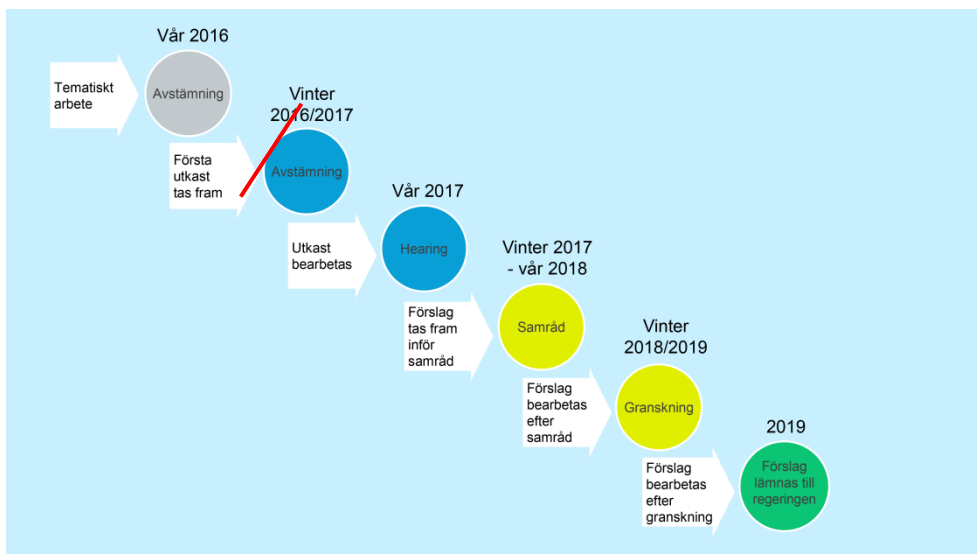 Vår 2016
Tematiskt
arbete
Avstämning
Vinter
2016/2017
Första
utkast
tas fram
Avstämning
Vår 2017
Utkast
bearbetas
Hearing
Vinter 2017
- vår 2018
Förslag
tas fram
inför
samråd
Samråd
Vinter
2018/2019
Förslag
bearbetas
efter
samråd
Granskning
2019
Förslag
bearbetas
efter
granskning
Förslag
lämnas till
regeringen